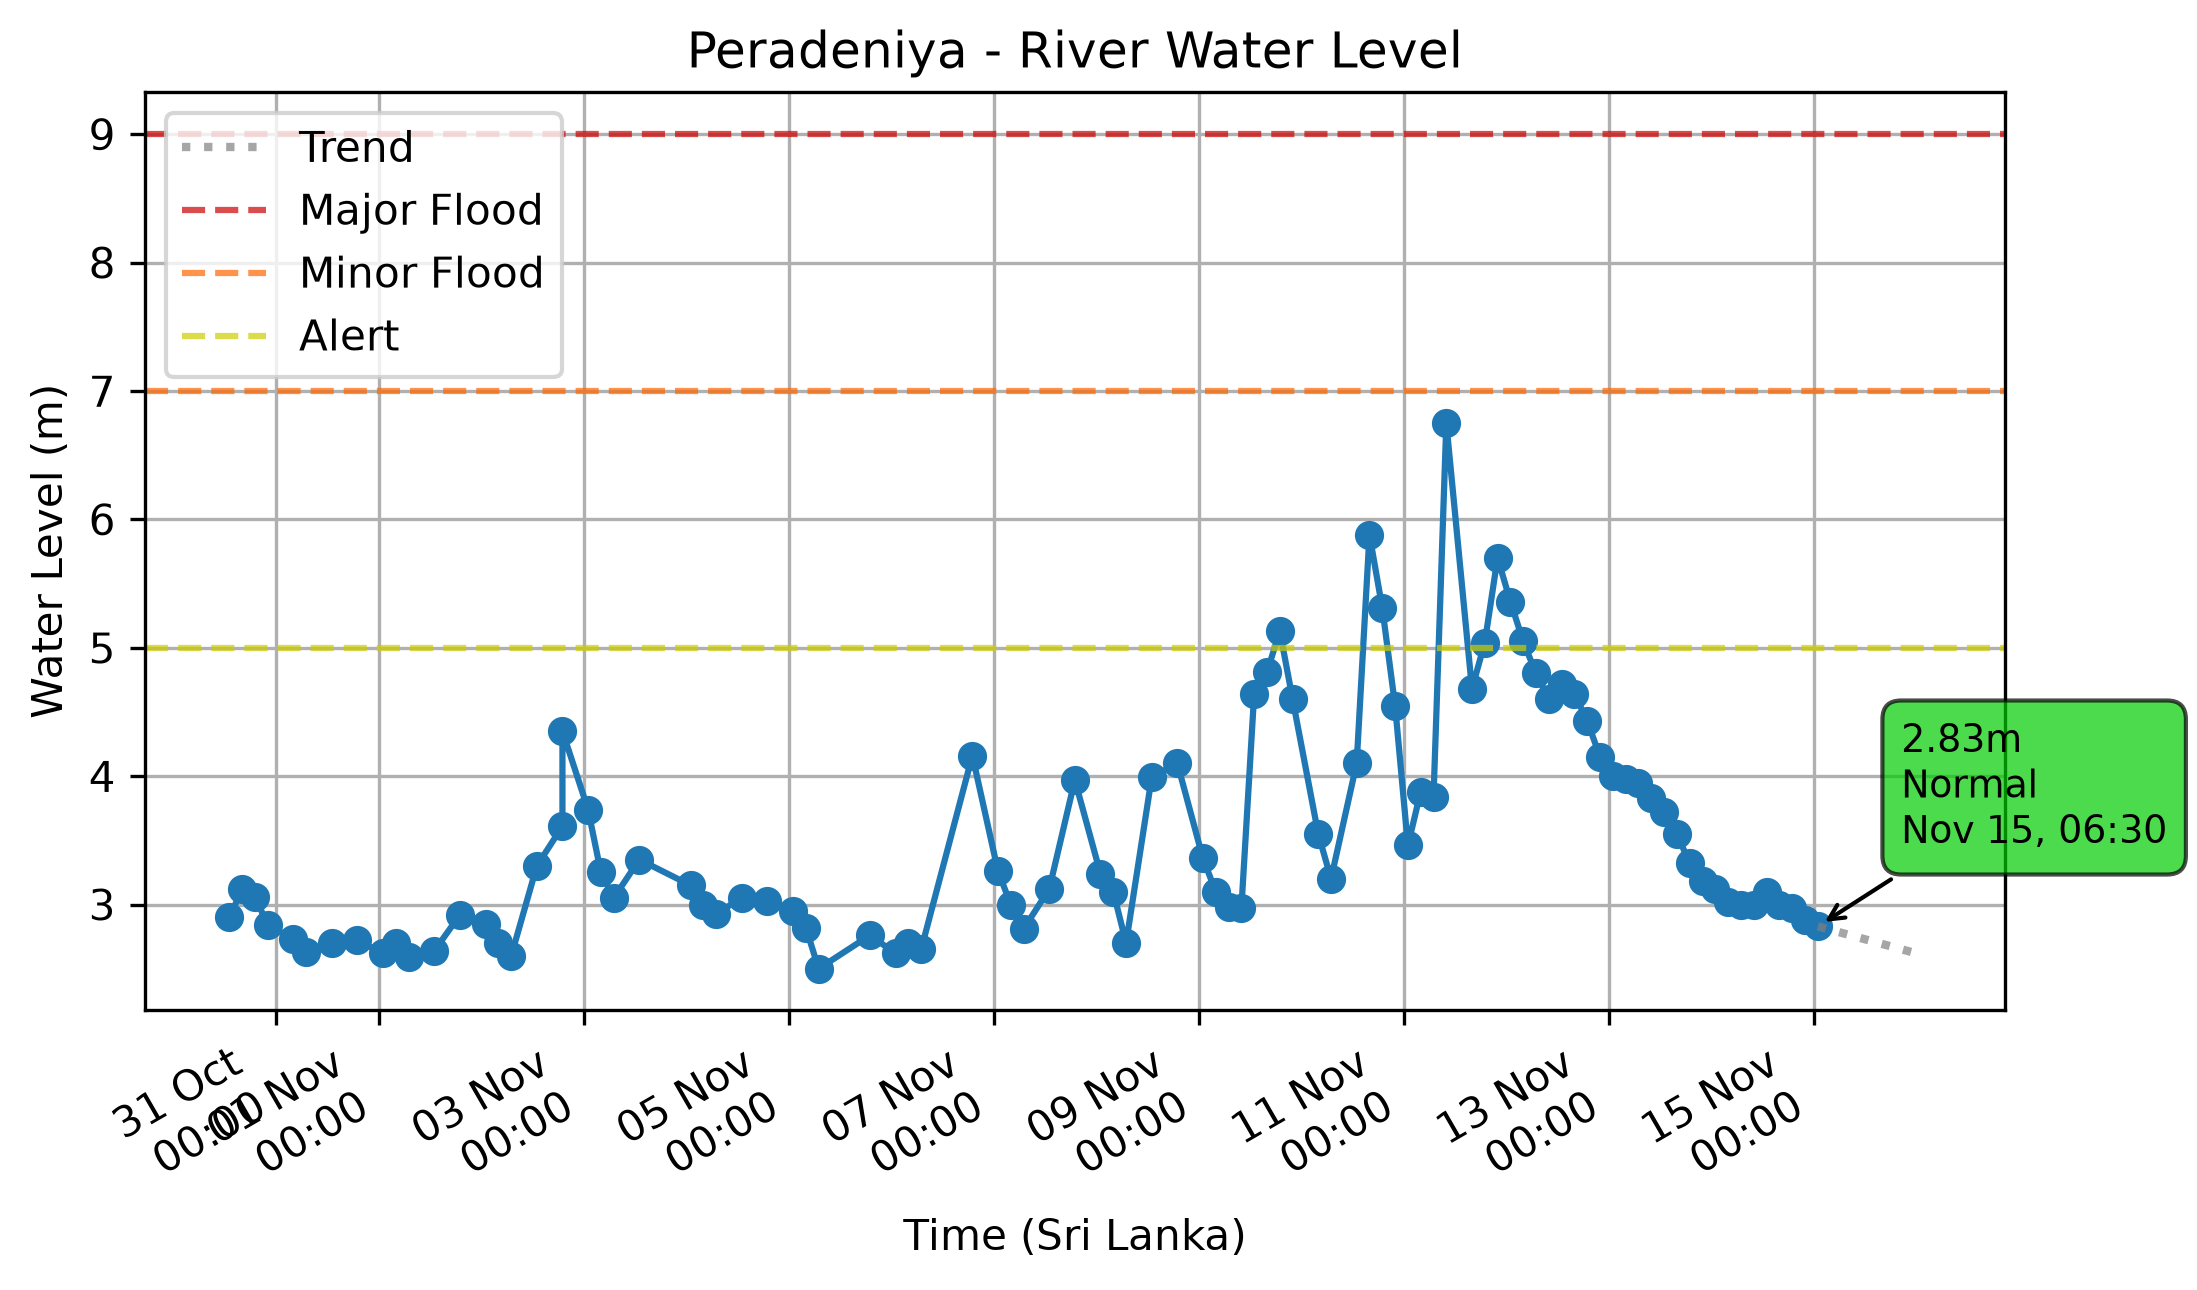 Peradeniya - River Water Level
Water Level (m)
9
8
7
6
5
4
3
Trend
Major Flood
Minor Flood
Alert
2.83m
Normal
Nov 15, 06:30
31 Oct
00:00
01 Nov
00:00
03 Nov
00:00
05 Nov
00:00
07 Nov
00:00
09 Nov
00:00
11 Nov
00:00
13 Nov
00:00
15 Nov
00:00
Time (Sri Lanka)